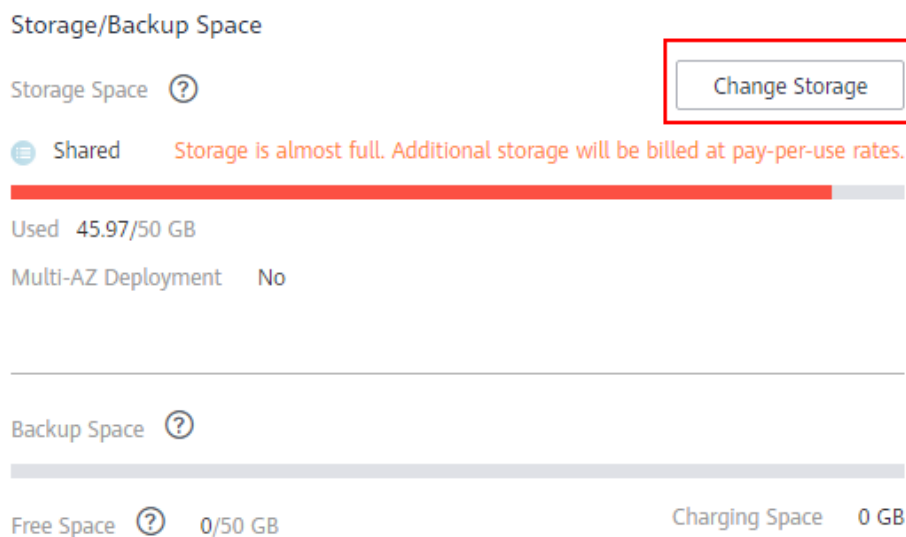 Storage/Backup Space
Storage Space ? Change Storage
Shared Storage is almost full. Additional storage will be billed at pay-per-use rates.
Used 45.97/50 GB
Multi-AZ Deployment No
Backup Space ?
Free Space ? 0/50 GB Charging Space 0 GB